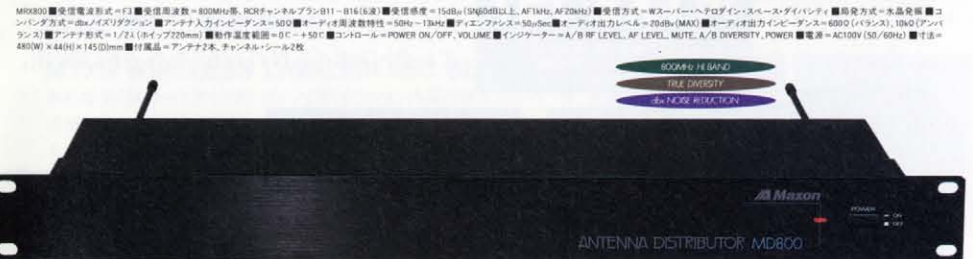 MRX800■受信電波形式=F3■受信周波数=800MHz帯、RCRチャンネルプランB11－B16(6波)■受信感度=15dBμ(SN60dB以上、AF1kHz、AF20kHz)■受信方式=Wスーパー・ヘテロダイン・スペース・ダイバシティ■局発方式=水晶発振■コ
ンパンダ方式=dbxノイズリダクション■アンテナ入力インピーダンス=50Ω■オーディオ周波数特性=50Hz－13kHz■ディエンファシス=50μSec■オーディオ出力レベル=20dBv(MAX)■オーディオ出力インピーダンス=600Ω(バランス)、10kΩ(アンバ
ランス)■アンテナ形式=1/2λ(ホイップ220mm)■動作温度範囲=0℃－+50℃■コントロール=POWER ON/OFF、VOLUME■インジケーター=A/B RF LEVEL、AF LEVEL、MUTE、A/B DIVERSITY、POWER■電源=AC100V(50/60Hz)■寸法=
480(W)×44(H)×145(D)mm■付属品=アンテナ2本、チャンネル・シール2枚
800MHz HI BAND
TRUE DIVERSITY
dbx NOISE REDUCTION
Maxon
POWER
ON
OFF
ANTENNA DISTRIBUTOR MD800